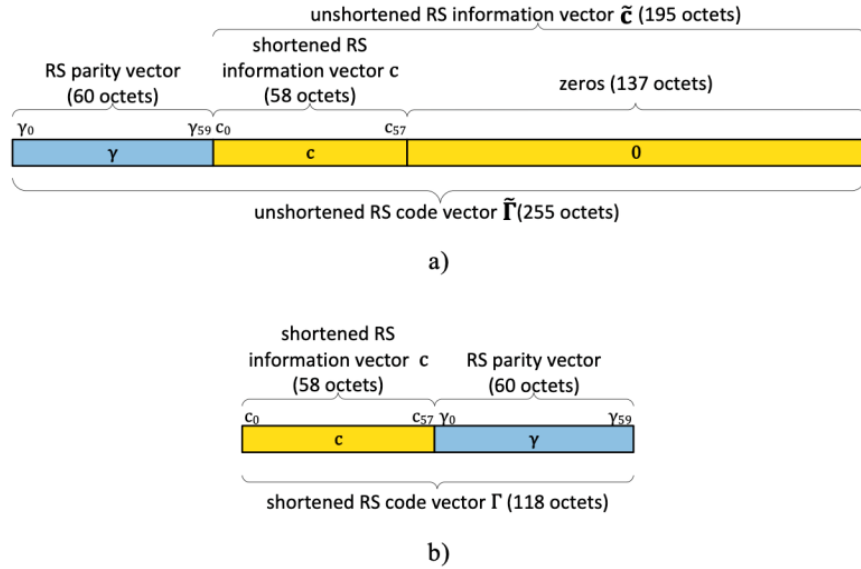 unshortened RS information vector c̃ (195 octets)
shortened RS
information vector c
(58 octets)
RS parity vector
(60 octets)
zeros (137 octets)
γ₀ γ₅₉ c₀ c₅₇
γ c 0
unshortened RS code vector Γ̃ (255 octets)
a)
shortened RS
information vector c
(58 octets)
RS parity vector
(60 octets)
c₀ c₅₇ γ₀ γ₅₉
c γ
shortened RS code vector Γ (118 octets)
b)